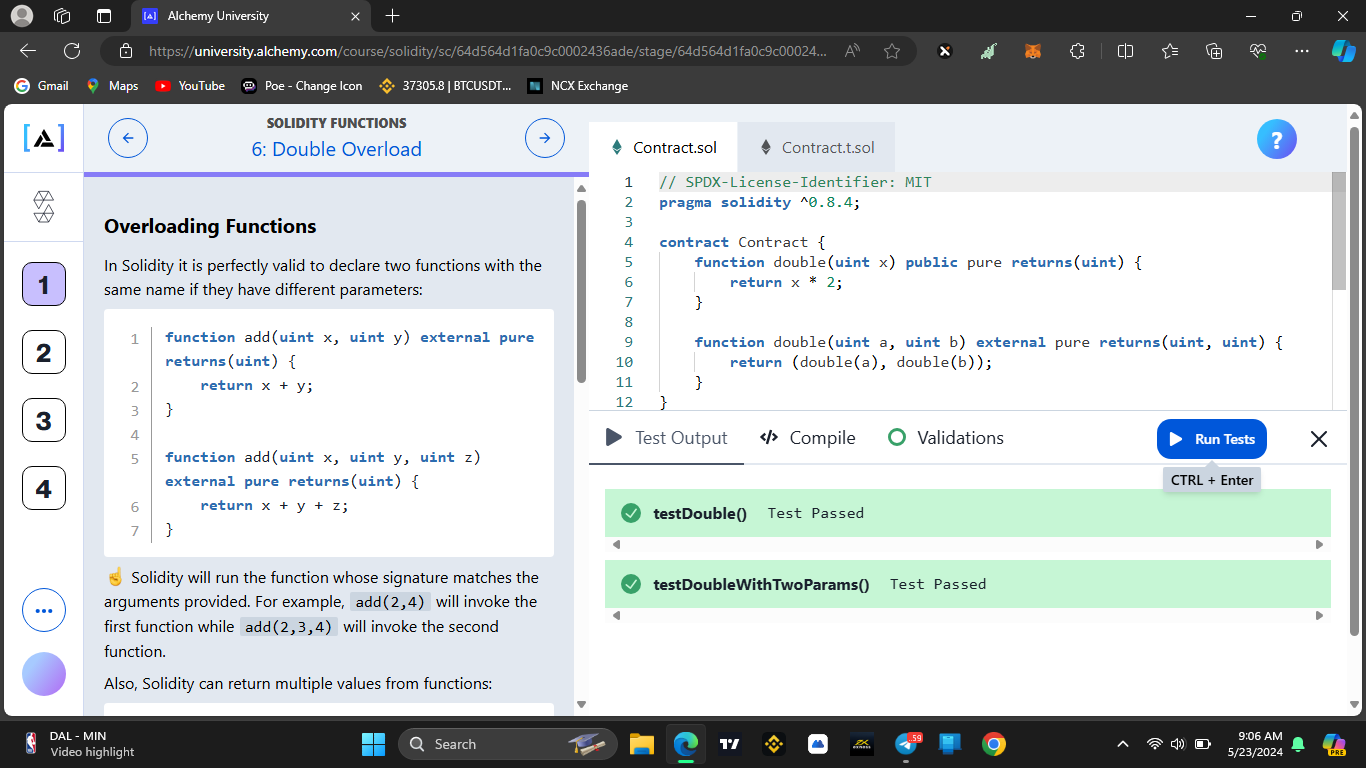 Alchemy University
https://university.alchemy.com/course/solidity/sc/64d564d1fa0c9c0002436ade/stage/64d564d1fa0c9c00024...
Gmail
Maps
YouTube
Poe - Change Icon
37305.8 | BTCUSDT...
NCX Exchange
SOLIDITY FUNCTIONS
6: Double Overload
1
2
3
4
Overloading Functions
In Solidity it is perfectly valid to declare two functions with the
same name if they have different parameters:
1 function add(uint x, uint y) external pure
returns(uint) {
2 return x + y;
3 }
4
5 function add(uint x, uint y, uint z)
external pure returns(uint) {
6 return x + y + z;
7 }
☝ Solidity will run the function whose signature matches the
arguments provided. For example, add(2,4) will invoke the
first function while add(2,3,4) will invoke the second
function.
Also, Solidity can return multiple values from functions:
Contract.sol
Contract.t.sol
?
1 // SPDX-License-Identifier: MIT
2 pragma solidity ^0.8.4;
3
4 contract Contract {
5 function double(uint x) public pure returns(uint) {
6 return x * 2;
7 }
8
9 function double(uint a, uint b) external pure returns(uint, uint) {
10 return (double(a), double(b));
11 }
12 }
Test Output
Compile
Validations
Run Tests
CTRL + Enter
testDouble() Test Passed
testDoubleWithTwoParams() Test Passed
DAL - MIN
Video highlight
Search
.59
9:06 AM
5/23/2024
PRE